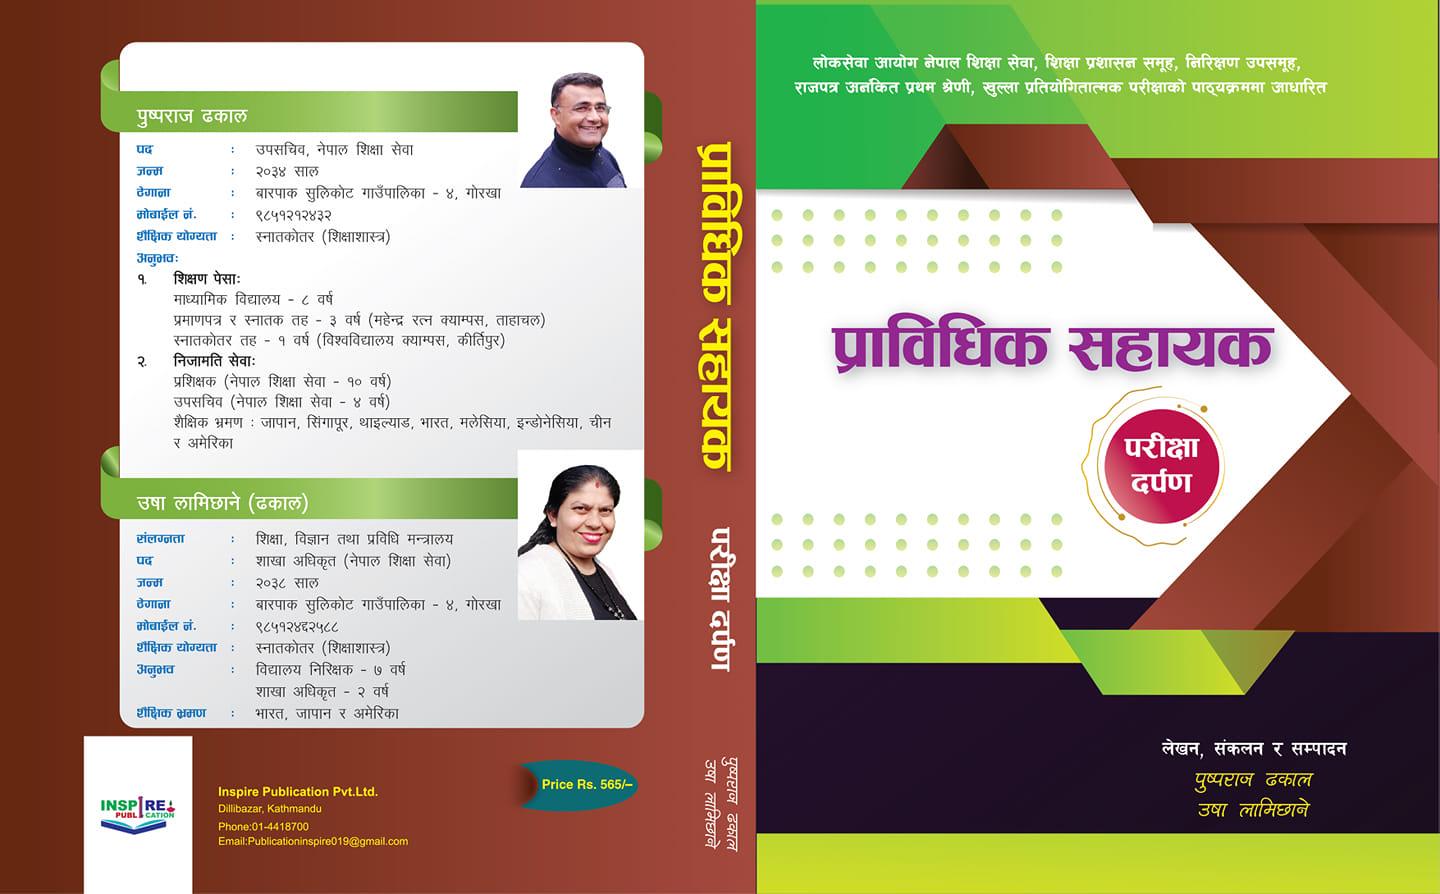 पुष्पराज ढकाल
पद : उपसचिव, नेपाल शिक्षा सेवा
जन्म : २०३४ साल
ठेगाना : बारपाक सुलिकोट गाउँपालिका - ४, गोरखा
मोबाईल नं. : ९८५१२१२४३२
शैक्षिक योग्यता : स्नातकोतर (शिक्षाशास्त्र)
अनुभव:
१. शिक्षण पेसाः
माध्यामिक विद्यालय - ८ वर्ष
प्रमाणपत्र र स्नातक तह - ३ वर्ष (महेन्द्र रत्न क्याम्पस, ताहाचल)
स्नातकोतर तह - १ वर्ष (विश्वविद्यालय क्याम्पस, कीर्तिपुर)
२. निजामति सेवाः
प्रशिक्षक (नेपाल शिक्षा सेवा - १० वर्ष)
उपसचिव (नेपाल शिक्षा सेवा - ४ वर्ष)
शैक्षिक भ्रमण : जापान, सिंगापूर, थाइल्याड, भारत, मलेसिया, इन्डोनेसिया, चीन
र अमेरिका
उषा लामिछाने (ढकाल)
संलग्नता : शिक्षा, विज्ञान तथा प्रविधि मन्त्रालय
पद : शाखा अधिकृत (नेपाल शिक्षा सेवा)
जन्म : २०३८ साल
ठेगाना : बारपाक सुलिकोट गाउँपालिका - ४, गोरखा
मोबाईल नं. : ९८५१२४६२५८८
शैक्षिक योग्यता : स्नातकोतर (शिक्षाशास्त्र)
अनुभव : विद्यालय निरिक्षक - ७ वर्ष
शाखा अधिकृत - २ वर्ष
शैक्षिक भ्रमण : भारत, जापान र अमेरिका
INSPIRE
PUBLICATION
Inspire Publication Pvt.Ltd.
Dillibazar, Kathmandu
Phone:01-4418700
Email:Publicationinspire019@gmail.com
Price Rs. 565/–
प्राविधिक सहायक
परीक्षा दर्पण
पुष्पराज ढकाल
उषा लामिछाने
लोकसेवा आयोग नेपाल शिक्षा सेवा, शिक्षा प्रशासन समूह, निरिक्षण उपसमूह,
राजपत्र अनंकित प्रथम श्रेणी, खुल्ला प्रतियोगितात्मक परीक्षाको पाठ्यक्रममा आधारित
प्राविधिक सहायक
परीक्षा
दर्पण
लेखन, संकलन र सम्पादन
पुष्पराज ढकाल
उषा लामिछाने